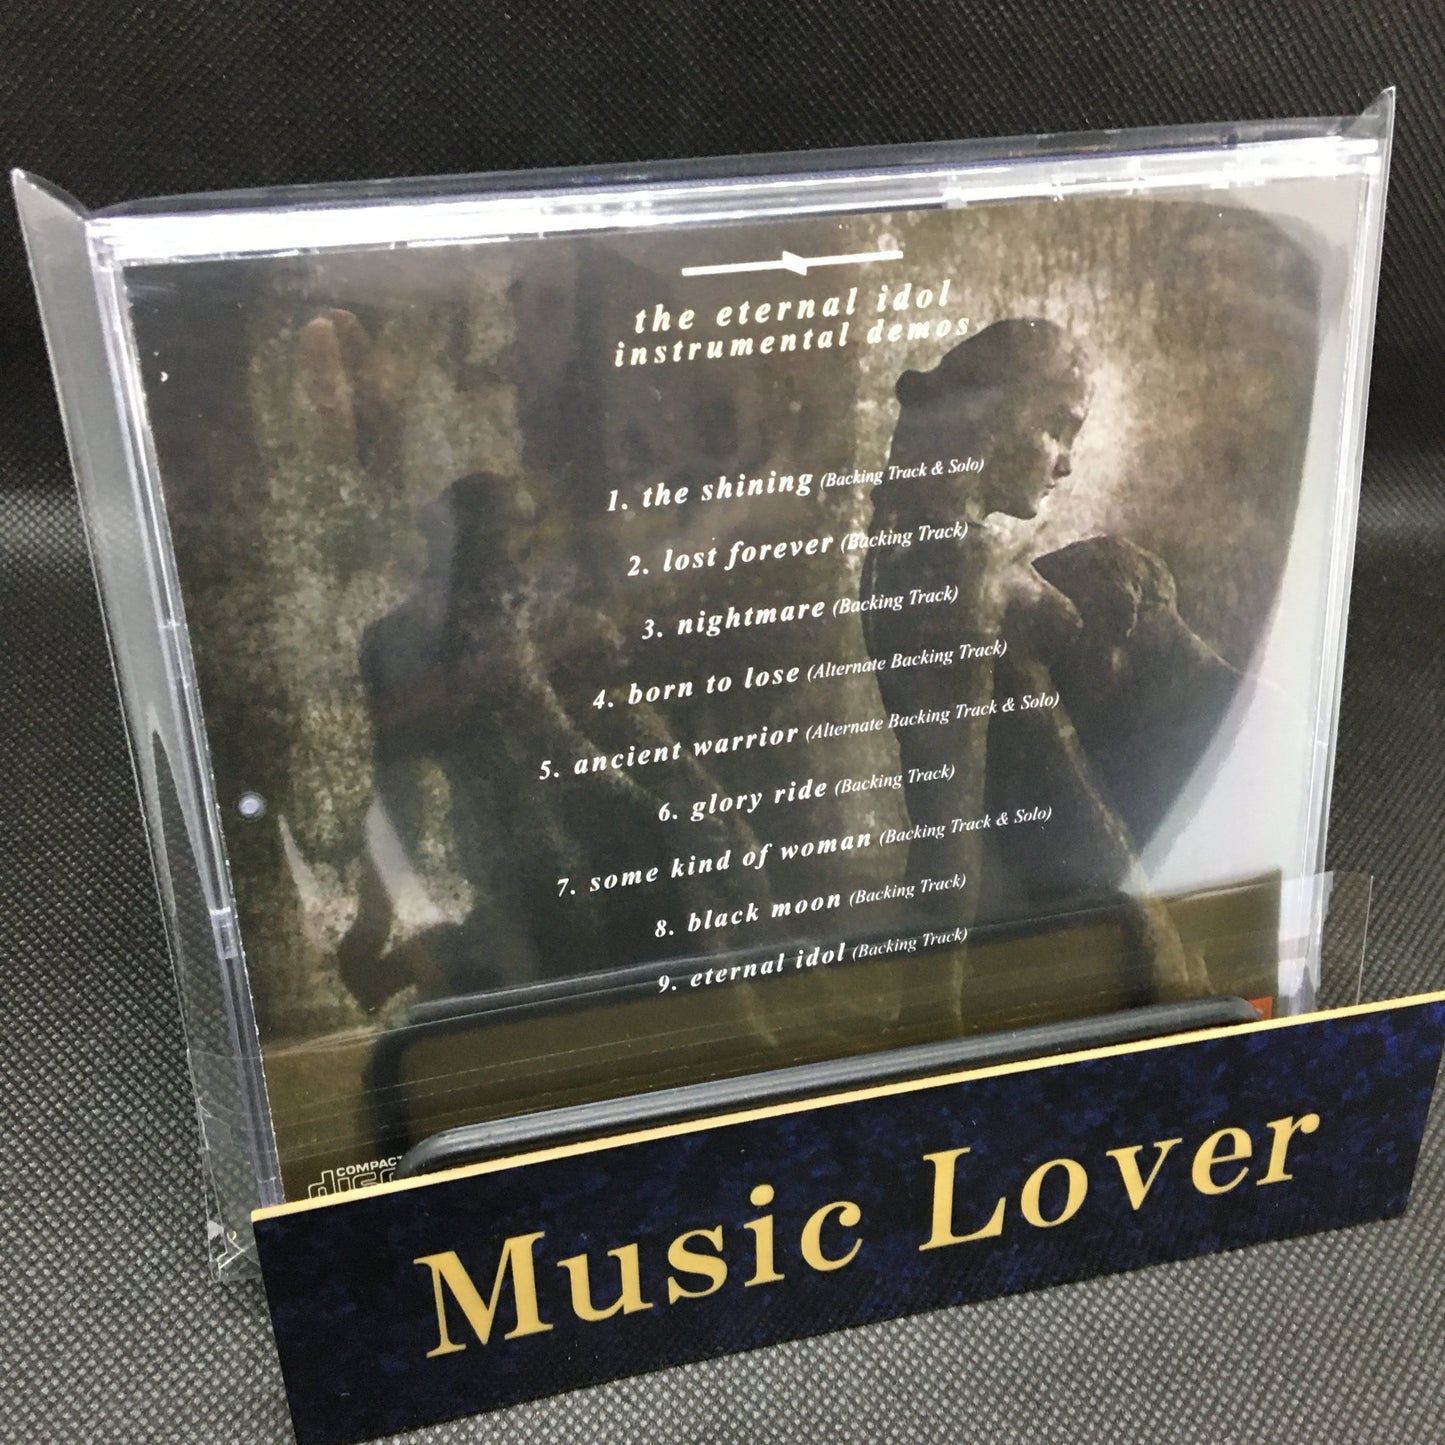 the eternal idol
instrumental demos
1. the shining (Backing Track & Solo)
2. lost forever (Backing Track)
3. nightmare (Backing Track)
4. born to lose (Alternate Backing Track)
5. ancient warrior (Alternate Backing Track & Solo)
6. glory ride (Backing Track)
7. some kind of woman (Backing Track & Solo)
8. black moon (Backing Track)
9. eternal idol (Backing Track)
COMPACT
disc
Music Lover